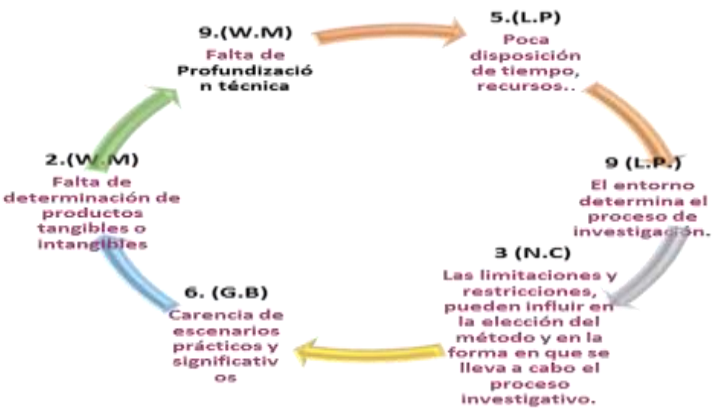 9.(W.M)
Falta de
Profundizació
n técnica
5.(L.P)
Poca
disposición
de tiempo,
recursos..
9 (L.P.)
El entorno
determina el
proceso de
investigación.
3 (N.C)
Las limitaciones y
restricciones,
pueden influir en
la elección del
método y en la
forma en que se
lleva a cabo el
proceso
investigativo.
6. (G.B)
Carencia de
escenarios
prácticos y
significativ
os
2.(W.M)
Falta de
determinación de
productos
tangibles o
intangibles